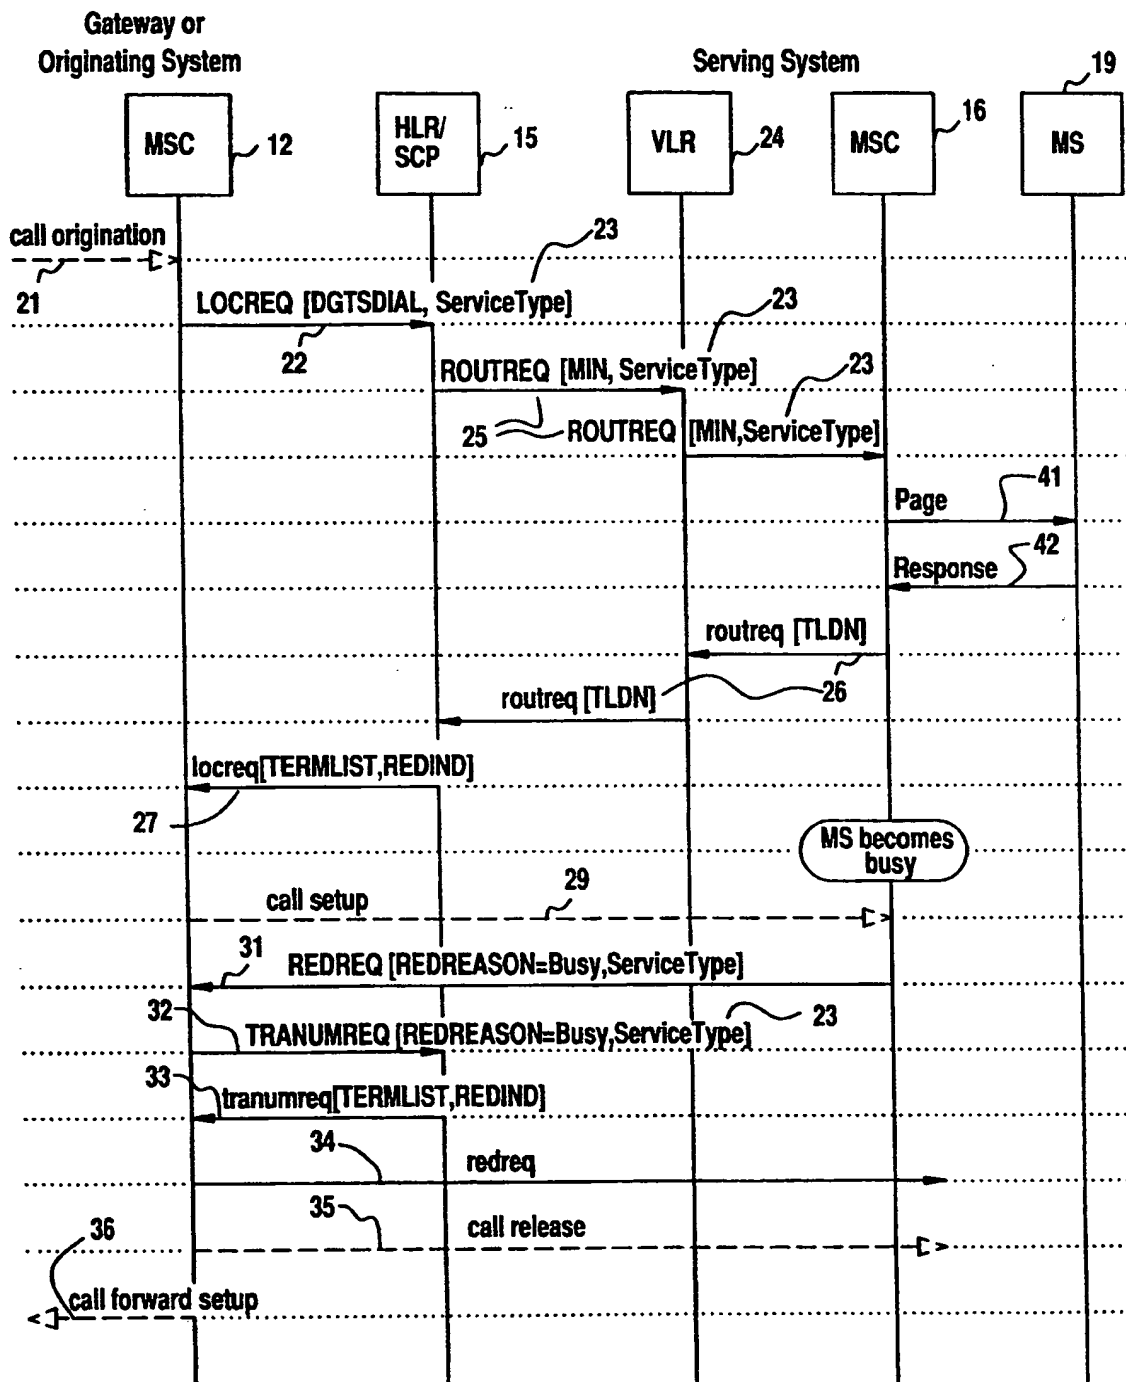 Gateway or
Originating System
Serving System
19
MSC
12
HLR/
SCP
15
VLR
24
MSC
16
MS
call origination
21
23
LOCREQ [DGTSDIAL, ServiceType]
22
23
ROUTREQ [MIN, ServiceType]
23
25
ROUTREQ [MIN,ServiceType]
Page
41
Response
42
routreq [TLDN]
26
routreq [TLDN]
locreq[TERMLIST,REDIND]
27
MS becomes
busy
call setup
29
31
REDREQ [REDREASON=Busy,ServiceType]
32
TRANUMREQ [REDREASON=Busy,ServiceType]
23
33
tranumreq[TERMLIST,REDIND]
34
redreq
35
call release
36
call forward setup